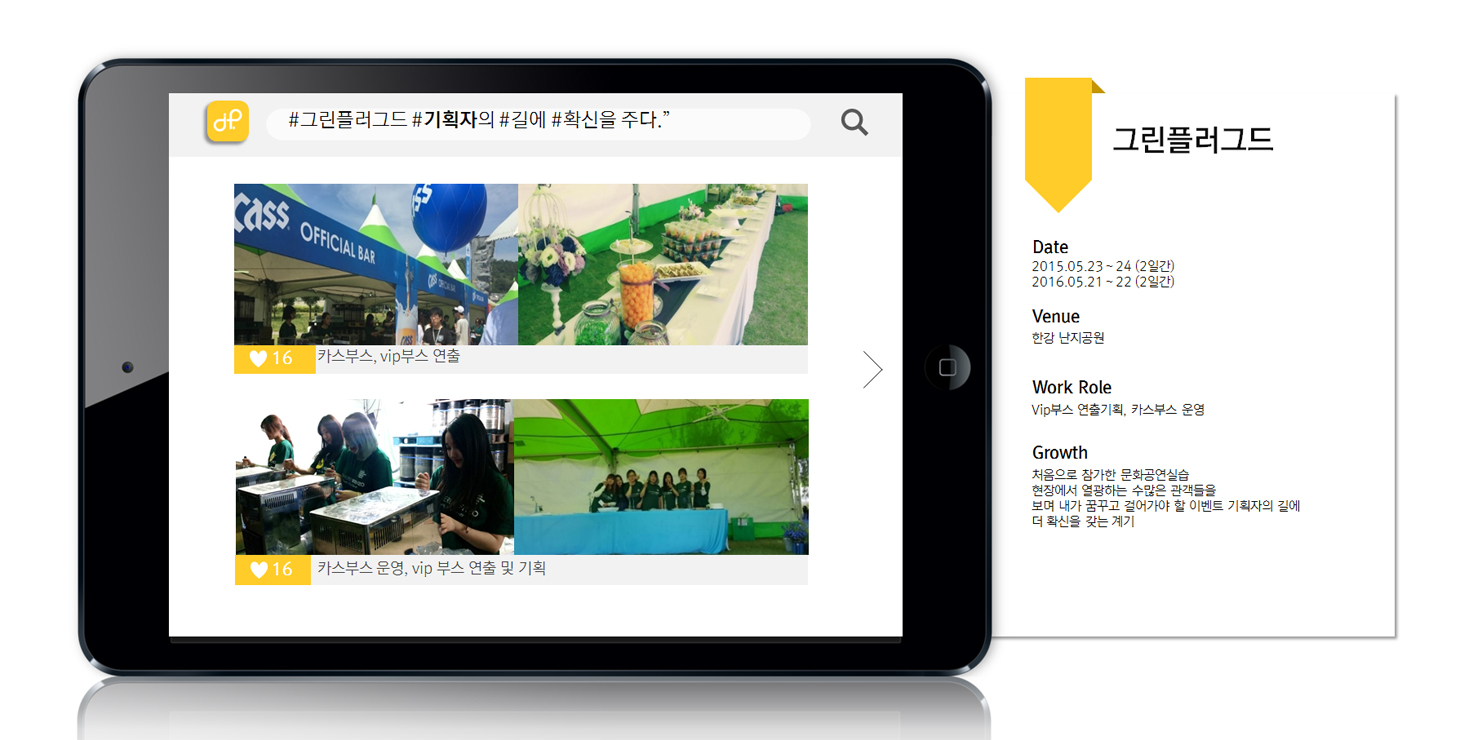 #그린플러그드 #기획자의 #길에 #확신을 주다.”
Cass
OFFICIAL BAR
16 카스부스, vip부스 연출
16 카스부스 운영, vip 부스 연출 및 기획
그린플러그드
Date
2015.05.23 ~ 24 (2일간)
2016.05.21 ~ 22 (2일간)
Venue
한강 난지공원
Work Role
Vip부스 연출기획, 카스부스 운영
Growth
처음으로 참가한 문화공연실습
현장에서 열광하는 수많은 관객들을
보며 내가 꿈꾸고 걸어가야 할 이벤트 기획자의 길에
더 확신을 갖는 계기